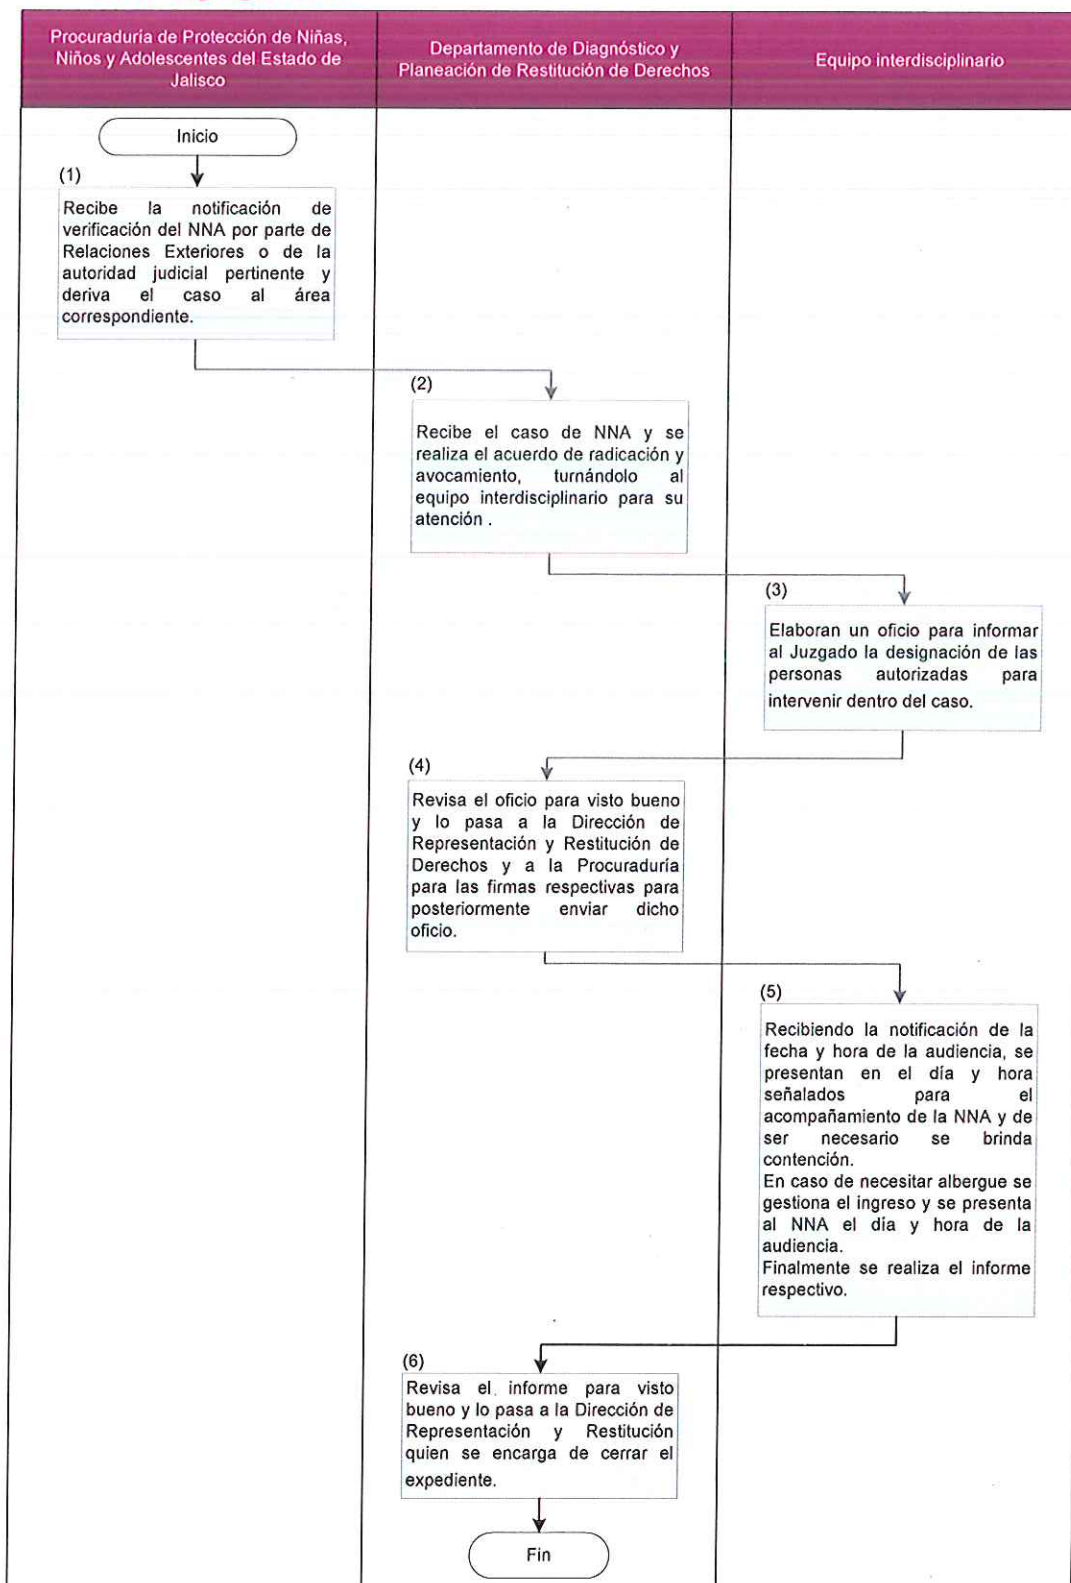 Procuraduría de Protección de Niñas,
Niños y Adolescentes del Estado de
Jalisco
Departamento de Diagnóstico y
Planeación de Restitución de Derechos
Equipo interdisciplinario
Inicio
(1)
Recibe la notificación de
verificación del NNA por parte de
Relaciones Exteriores o de la
autoridad judicial pertinente y
deriva el caso al área
correspondiente.
(2)
Recibe el caso de NNA y se
realiza el acuerdo de radicación y
avocamiento, turnándolo al
equipo interdisciplinario para su
atención .
(3)
Elaboran un oficio para informar
al Juzgado la designación de las
personas autorizadas para
intervenir dentro del caso.
(4)
Revisa el oficio para visto bueno
y lo pasa a la Dirección de
Representación y Restitución de
Derechos y a la Procuraduría
para las firmas respectivas para
posteriormente enviar dicho
oficio.
(5)
Recibiendo la notificación de la
fecha y hora de la audiencia, se
presentan en el día y hora
señalados para el
acompañamiento de la NNA y de
ser necesario se brinda
contención.
En caso de necesitar albergue se
gestiona el ingreso y se presenta
al NNA el día y hora de la
audiencia.
Finalmente se realiza el informe
respectivo.
(6)
Revisa el informe para visto
bueno y lo pasa a la Dirección de
Representación y Restitución
quien se encarga de cerrar el
expediente.
Fin